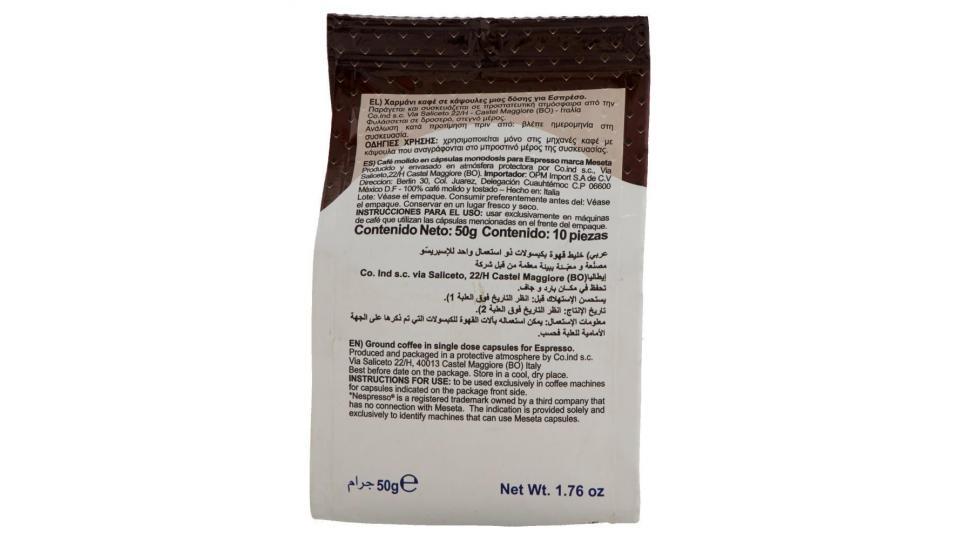 EL) Χαρμάνι καφέ σε κάψουλες μιας δόσης για Εσπρέσο.
Παράγεται και συσκευάζεται σε προστατευτική ατμόσφαιρα από την
Co.Ind s.c. Via Saliceto 22/H - Castel Maggiore (BO) - Ιταλία
Φυλάσσεται σε δροσερό, στεγνό μέρος.
Ανάλωση κατά προτίμηση πριν από: βλέπε ημερομηνία στη
συσκευασία.
ΟΔΗΓΙΕΣ ΧΡΗΣΗΣ: χρησιμοποιείται μόνο στις μηχανές καφέ με
κάψουλα που αναγράφονται στο μπροστινό μέρος της συσκευασίας.
ES) Café molido en cápsulas monodosis para Espresso marca Meseta
Producido y envasado en atmósfera protectora por Co.ind s.c., Via
Saliceto,22/H Castel Maggiore (BO). Importador: OPM Import S.A de C.V
Direccion: Berlin 30, Col. Juarez, Delegación Cuauhtémoc C.P 06600
México D.F - 100% café molido y tostado – Hecho en: Italia
Lote: Véase el empaque. Consumir preferentemente antes del: Véase
el empaque. Conservar en un lugar fresco y seco.
INSTRUCCIONES PARA EL USO: usar exclusivamente en máquinas
de café que utilizan las cápsulas mencionadas en el frente del empaque.
Contenido Neto: 50g Contenido: 10 piezas
عربي) خليط قهوة بكبسولات ذو استعمال واحد للإسبريسّو
مصنّعة و معبّئة ببيئة معقمة من قبل شركة
Co. Ind s.c. via Saliceto, 22/H Castel Maggiore (BO)إيطاليا
تحفظ في مكان بارد و جاف.
يستحسن الإستهلاك قبل: انظر التاريخ فوق العلبة 1).
تاريخ الإنتاج: انظر التاريخ فوق العلبة 2).
معلومات الإستعمال: يمكن استعماله بآلات القهوة للكبسولات التي تم ذكرها على الجهة
الأمامية للعلبة فحسب.
EN) Ground coffee in single dose capsules for Espresso.
Produced and packaged in a protective atmosphere by Co.ind s.c.
Via Saliceto 22/H, 40013 Castel Maggiore (BO) Italy
Best before date on the package. Store in a cool, dry place.
INSTRUCTIONS FOR USE: to be used exclusively in coffee machines
for capsules indicated on the package front side.
"Nespresso® is a registered trademark owned by a third company that
has no connection with Meseta. The indication is provided solely and
exclusively to identify machines that can use Meseta capsules.
50g جرام e
Net Wt. 1.76 oz